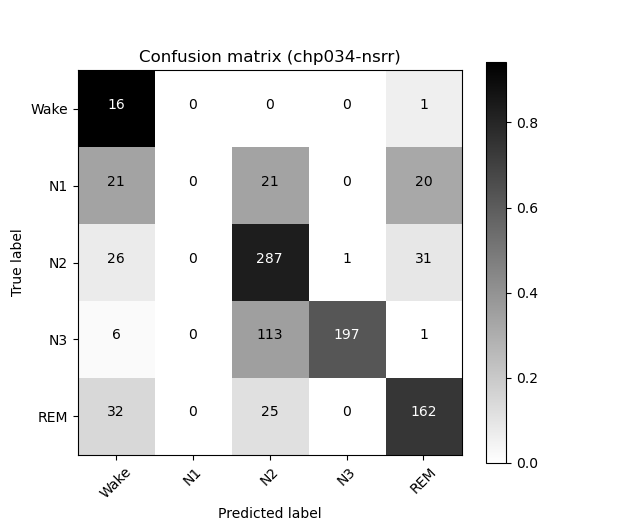 Confusion matrix (chp034-nsrr)
Wake 16 0 0 0 1
N1 21 0 21 0 20
N2 26 0 287 1 31
N3 6 0 113 197 1
REM 32 0 25 0 162
Wake N1 N2 N3 REM
True label
Predicted label
0.8
0.6
0.4
0.2
0.0